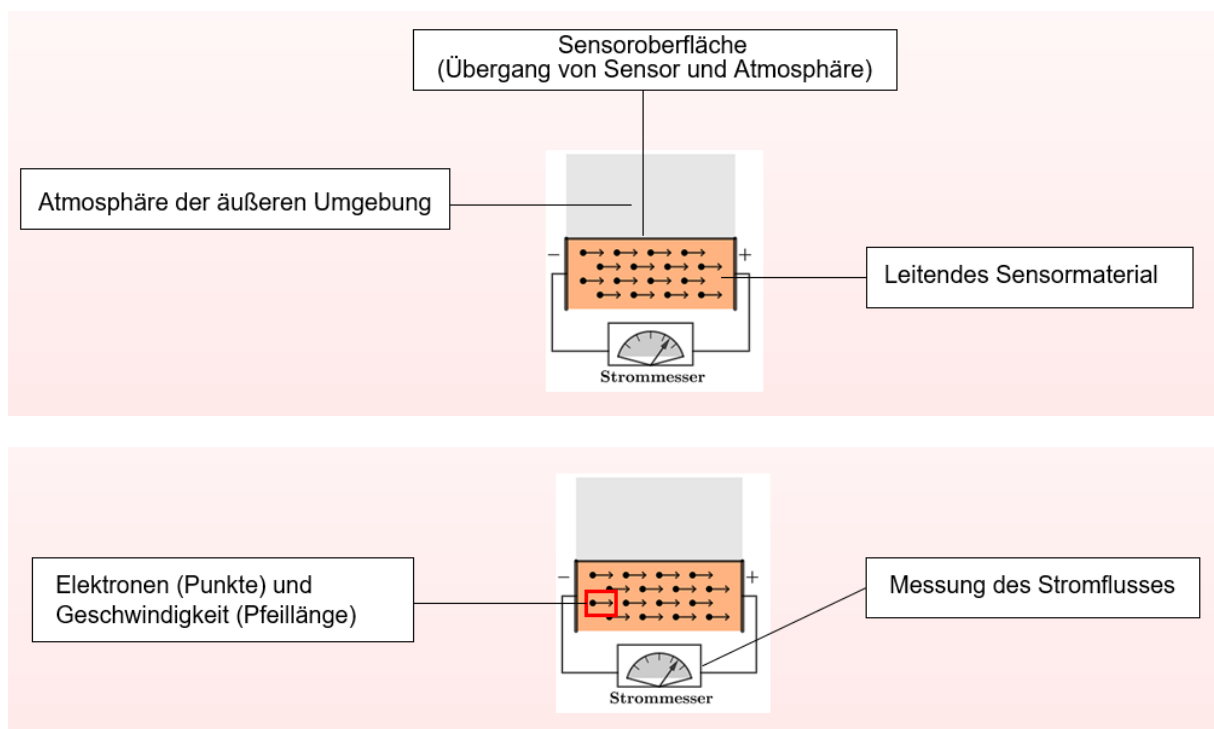 Sensoroberfläche
(Übergang von Sensor und Atmosphäre)
Atmosphäre der äußeren Umgebung
− +
Leitendes Sensormaterial
Strommesser
− +
Elektronen (Punkte) und
Geschwindigkeit (Pfeillänge)
Messung des Stromflusses
Strommesser